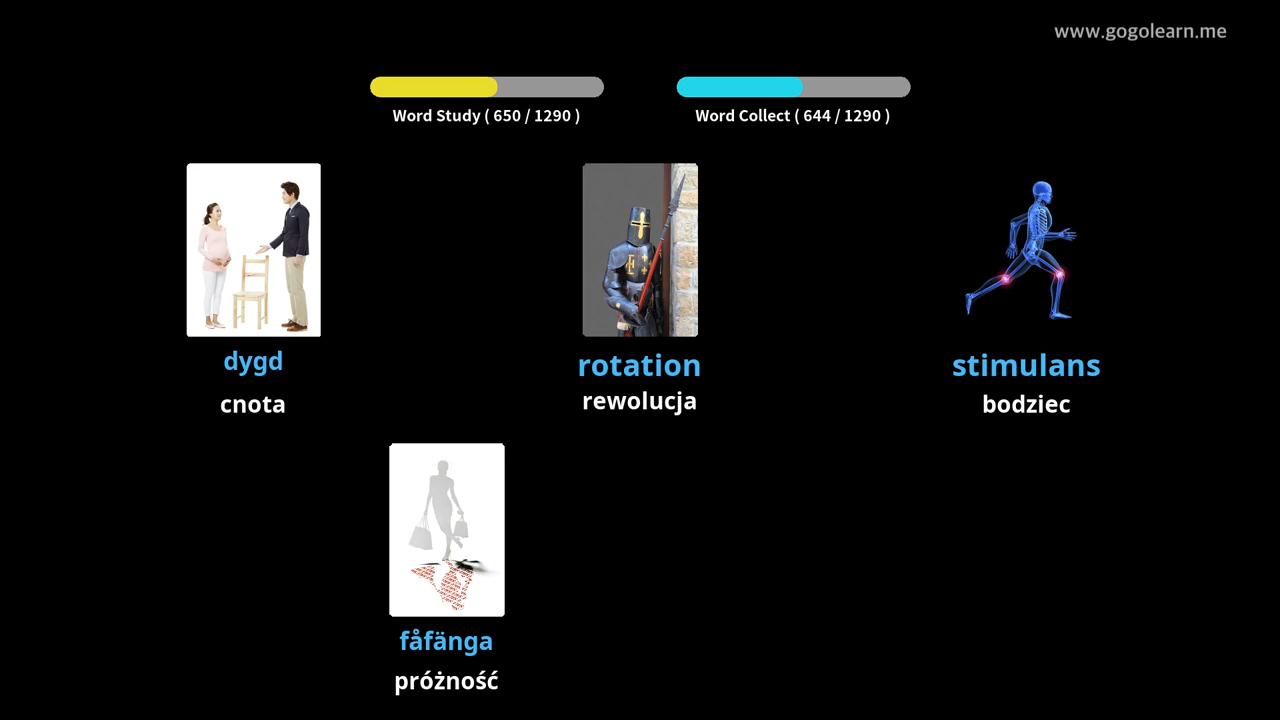 www.gogolearn.me
Word Study ( 650 / 1290 )
Word Collect ( 644 / 1290 )
dygd
rotation
stimulans
cnota
rewolucja
bodziec
fåfänga
próżność